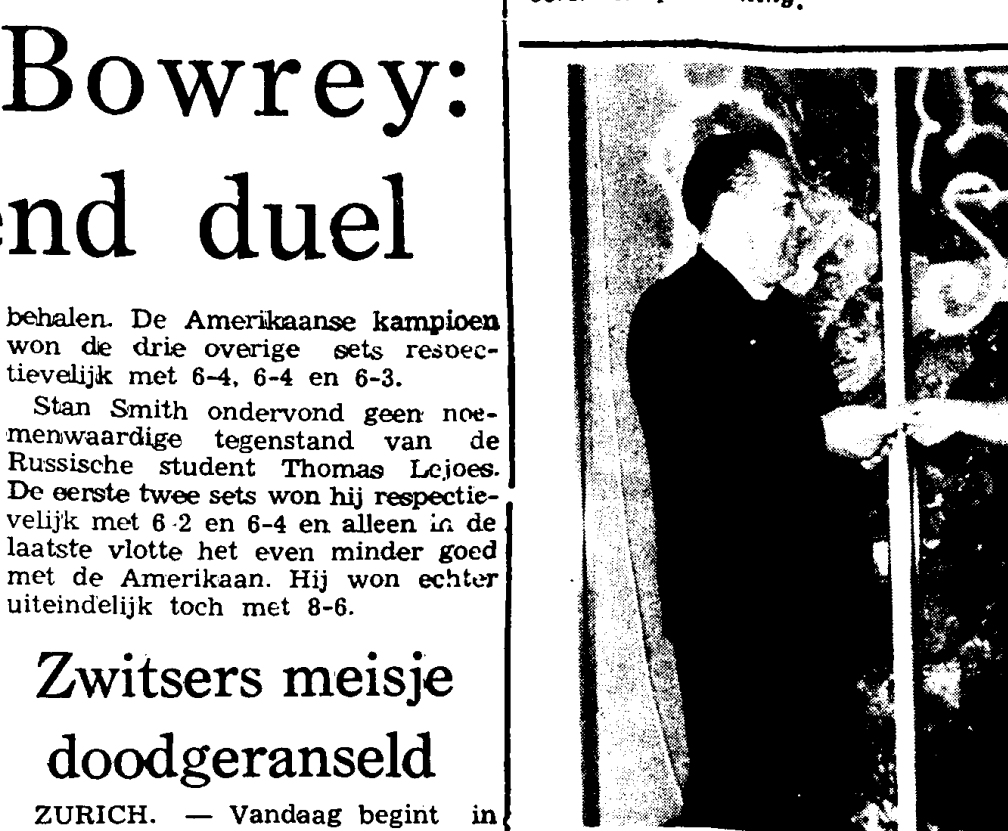 Bowrey:
end duel
behalen. De Amerikaanse kampioen
won de drie overige sets respec-
tievelijk met 6-4, 6-4 en 6-3.
Stan Smith ondervond geen noe-
menwaardige tegenstand van de
Russische student Thomas Lejoes.
De eerste twee sets won hij respectie-
velijk met 6-2 en 6-4 en alleen in de
laatste vlotte het even minder goed
met de Amerikaan. Hij won echter
uiteindelijk toch met 8-6.
Zwitsers meisje
doodgeranseld
ZURICH. — Vandaag begint in